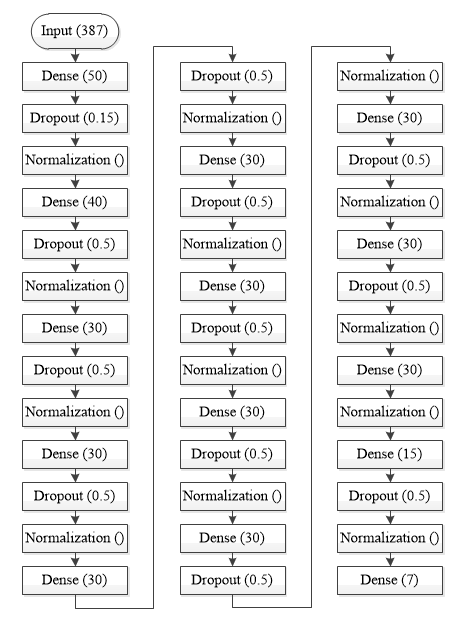 Input (387)
Dense (50)
Dropout (0.15)
Normalization ()
Dense (40)
Dropout (0.5)
Normalization ()
Dense (30)
Dropout (0.5)
Normalization ()
Dense (30)
Dropout (0.5)
Normalization ()
Dense (30)
Dropout (0.5)
Normalization ()
Dense (30)
Dropout (0.5)
Normalization ()
Dense (30)
Dropout (0.5)
Normalization ()
Dense (30)
Dropout (0.5)
Normalization ()
Dense (30)
Dropout (0.5)
Normalization ()
Dense (30)
Dropout (0.5)
Normalization ()
Dense (30)
Dropout (0.5)
Normalization ()
Dense (30)
Normalization ()
Dense (15)
Dropout (0.5)
Normalization ()
Dense (7)